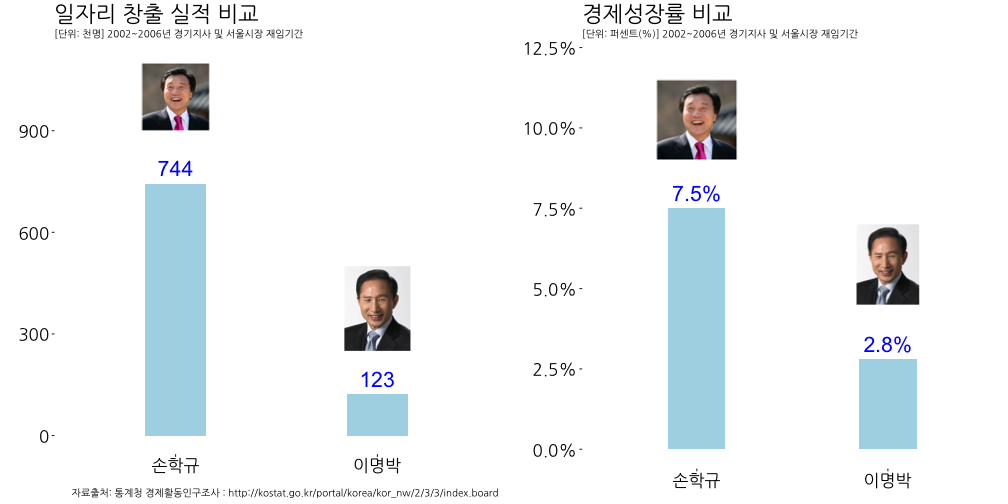 일자리 창출 실적 비교
[단위: 천명] 2002~2006년 경기지사 및 서울시장 재임기간
900
744
600
300
123
0
손학규
이명박
자료출처: 통계청 경제활동인구조사 : http://kostat.go.kr/portal/korea/kor_nw/2/3/3/index.board
경제성장률 비교
[단위: 퍼센트(%)] 2002~2006년 경기지사 및 서울시장 재임기간
12.5%
10.0%
7.5%
7.5%
5.0%
2.8%
2.5%
0.0%
손학규
이명박